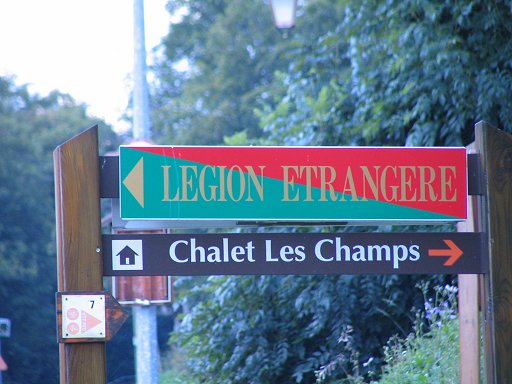 LEGION ETRANGERE
Chalet Les Champs
7